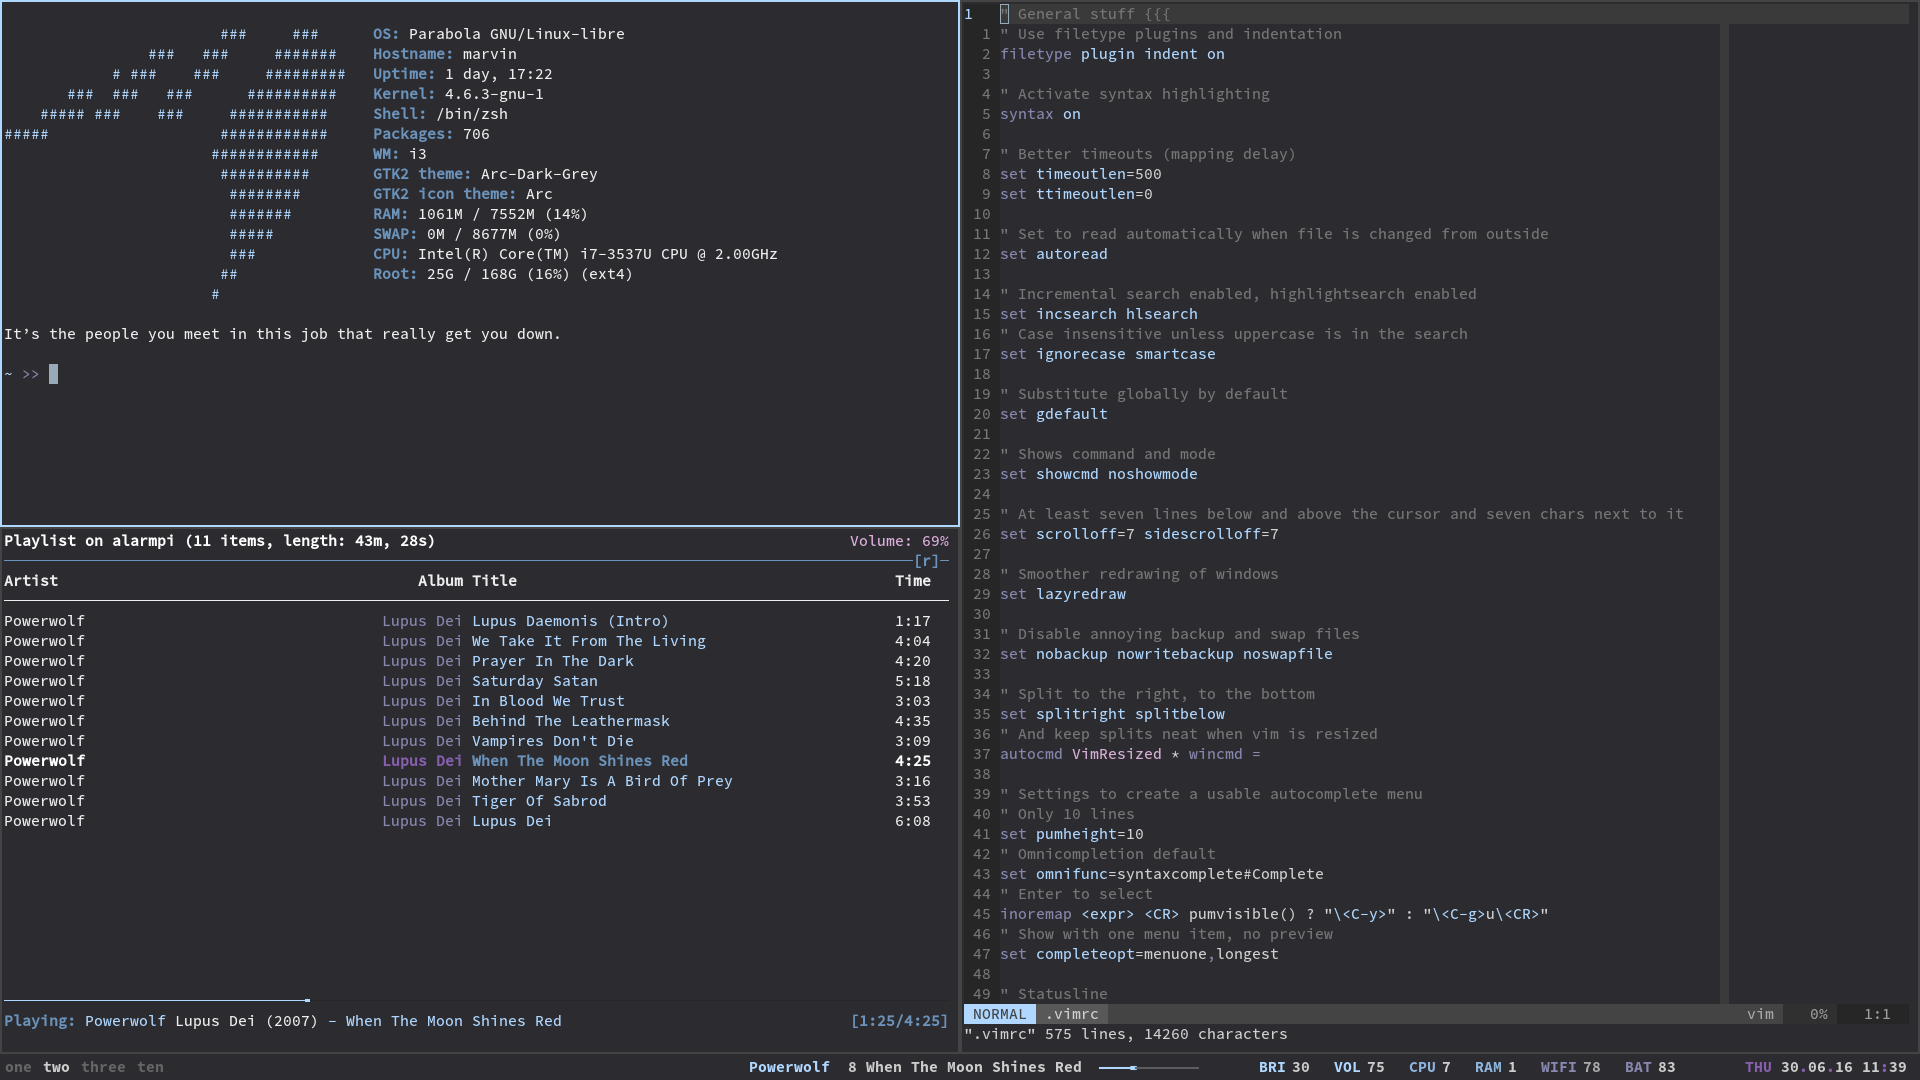 OS: Parabola GNU/Linux-libre
Hostname: marvin
Uptime: 1 day, 17:22
Kernel: 4.6.3-gnu-1
Shell: /bin/zsh
Packages: 706
WM: i3
GTK2 theme: Arc-Dark-Grey
GTK2 icon theme: Arc
RAM: 1061M / 7552M (14%)
SWAP: 0M / 8677M (0%)
CPU: Intel(R) Core(TM) i7-3537U CPU @ 2.00GHz
Root: 25G / 168G (16%) (ext4)
It's the people you meet in this job that really get you down.
~ >>
Playlist on alarmpi (11 items, length: 43m, 28s) Volume: 69%
[r]
Artist Album Title Time
Powerwolf Lupus Dei Lupus Daemonis (Intro) 1:17
Powerwolf Lupus Dei We Take It From The Living 4:04
Powerwolf Lupus Dei Prayer In The Dark 4:20
Powerwolf Lupus Dei Saturday Satan 5:18
Powerwolf Lupus Dei In Blood We Trust 3:03
Powerwolf Lupus Dei Behind The Leathermask 4:35
Powerwolf Lupus Dei Vampires Don't Die 3:09
Powerwolf Lupus Dei When The Moon Shines Red 4:25
Powerwolf Lupus Dei Mother Mary Is A Bird Of Prey 3:16
Powerwolf Lupus Dei Tiger Of Sabrod 3:53
Powerwolf Lupus Dei Lupus Dei 6:08
Playing: Powerwolf Lupus Dei (2007) - When The Moon Shines Red [1:25/4:25]
1 " General stuff {{{
1 " Use filetype plugins and indentation
2 filetype plugin indent on
3
4 " Activate syntax highlighting
5 syntax on
6
7 " Better timeouts (mapping delay)
8 set timeoutlen=500
9 set ttimeoutlen=0
10
11 " Set to read automatically when file is changed from outside
12 set autoread
13
14 " Incremental search enabled, highlightsearch enabled
15 set incsearch hlsearch
16 " Case insensitive unless uppercase is in the search
17 set ignorecase smartcase
18
19 " Substitute globally by default
20 set gdefault
21
22 " Shows command and mode
23 set showcmd noshowmode
24
25 " At least seven lines below and above the cursor and seven chars next to it
26 set scrolloff=7 sidescrolloff=7
27
28 " Smoother redrawing of windows
29 set lazyredraw
30
31 " Disable annoying backup and swap files
32 set nobackup nowritebackup noswapfile
33
34 " Split to the right, to the bottom
35 set splitright splitbelow
36 " And keep splits neat when vim is resized
37 autocmd VimResized * wincmd =
38
39 " Settings to create a usable autocomplete menu
40 " Only 10 lines
41 set pumheight=10
42 " Omnicompletion default
43 set omnifunc=syntaxcomplete#Complete
44 " Enter to select
45 inoremap <expr> <CR> pumvisible() ? "\<C-y>" : "\<C-g>u\<CR>"
46 " Show with one menu item, no preview
47 set completeopt=menuone,longest
48
49 " Statusline
NORMAL .vimrc vim 0% 1:1
".vimrc" 575 lines, 14260 characters
one two three ten Powerwolf 8 When The Moon Shines Red BRI 30 VOL 75 CPU 7 RAM 1 WIFI 78 BAT 83 THU 30.06.16 11:39